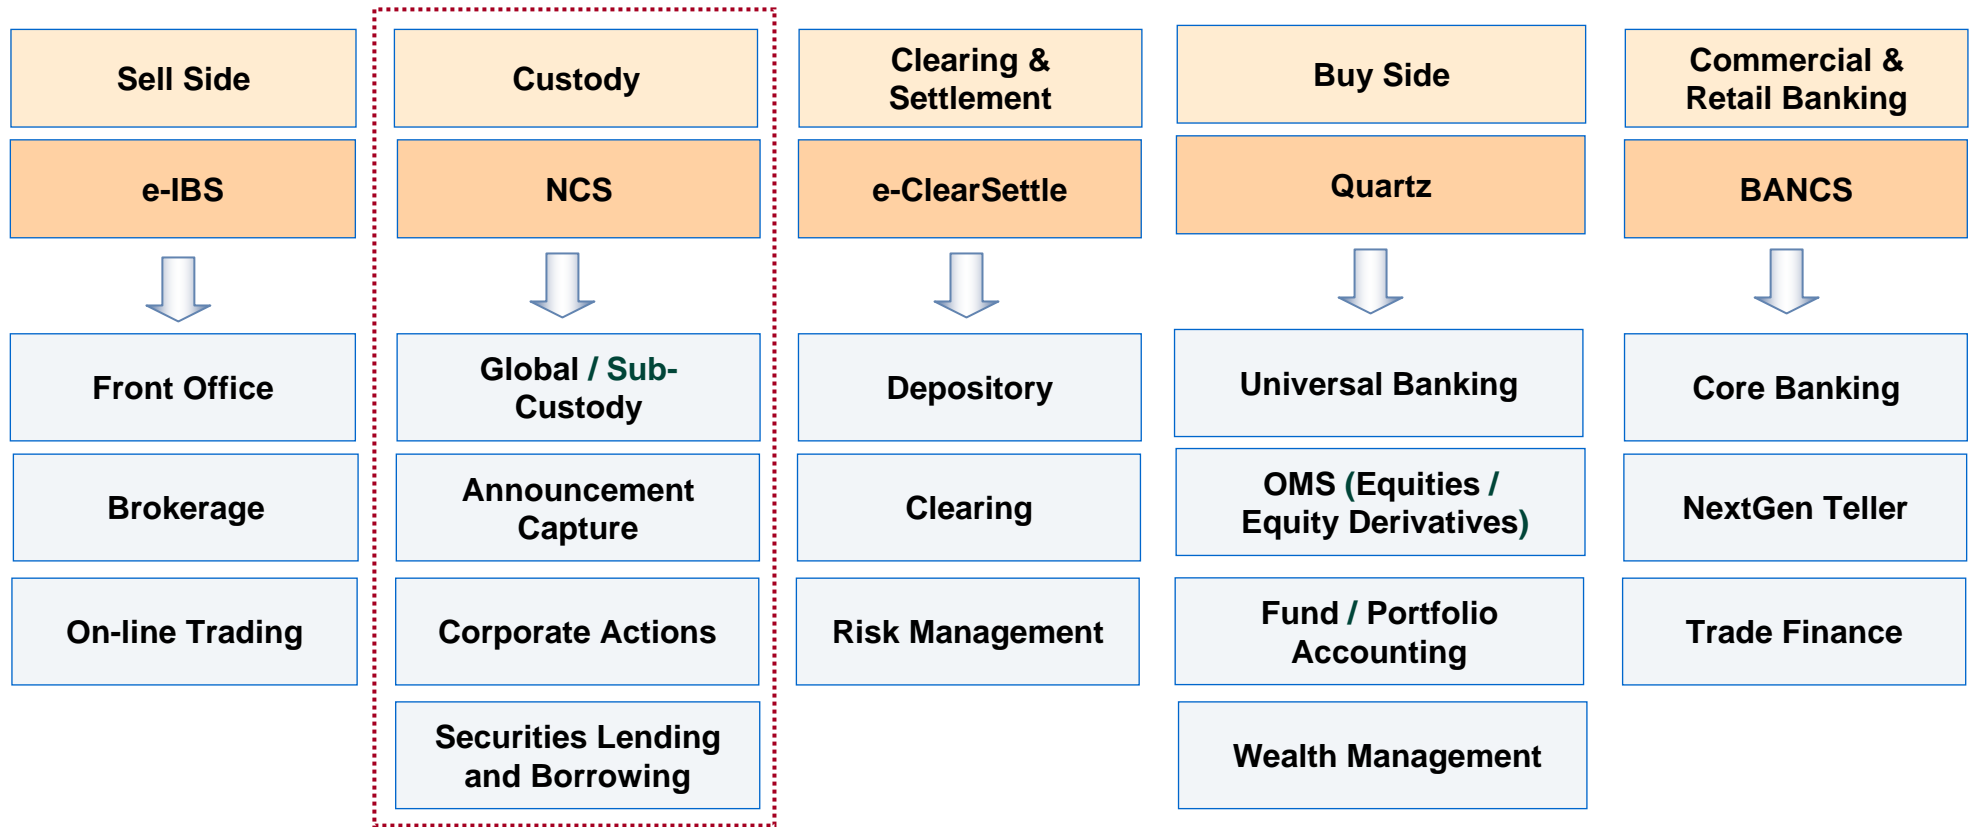 Sell Side
Custody
Clearing &
Settlement
Buy Side
Commercial &
Retail Banking
e-IBS
NCS
e-ClearSettle
Quartz
BANCS
Front Office
Global / Sub-
Custody
Depository
Universal Banking
Core Banking
Brokerage
Announcement
Capture
Clearing
OMS (Equities /
Equity Derivatives)
NextGen Teller
On-line Trading
Corporate Actions
Risk Management
Fund / Portfolio
Accounting
Trade Finance
Securities Lending
and Borrowing
Wealth Management